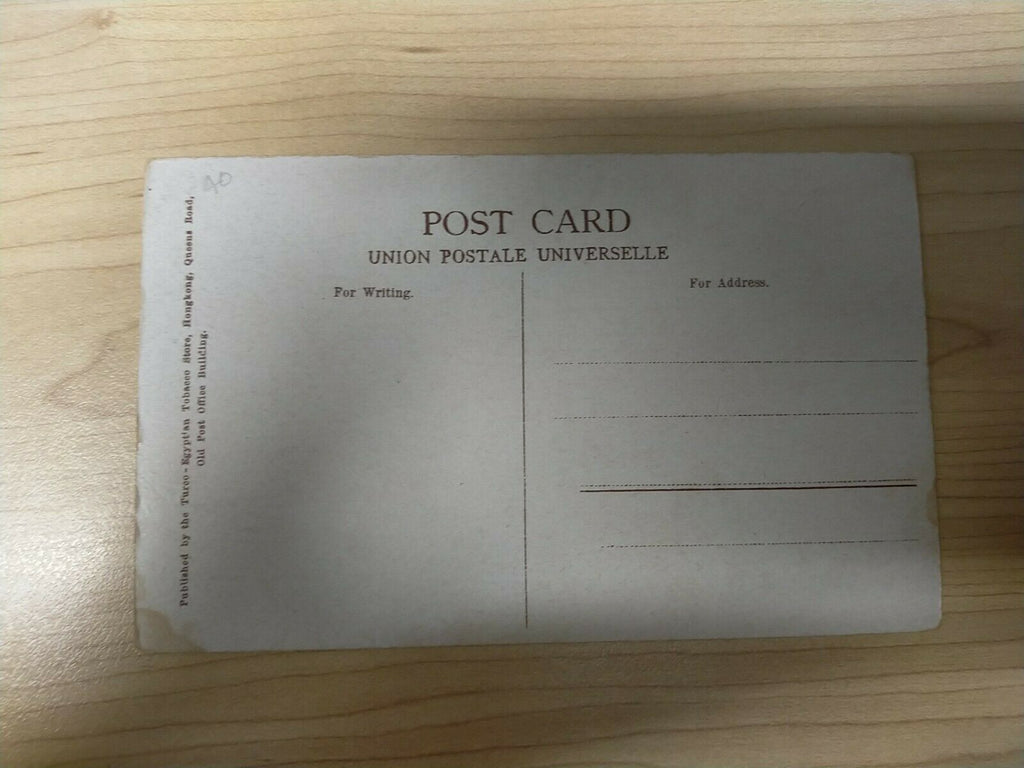 40
POST CARD
UNION POSTALE UNIVERSELLE
For Writing.
For Address.
Published by the Turco-Egyptian Tobacco Store, Hongkong, Queens Road,
Old Post Office Building.